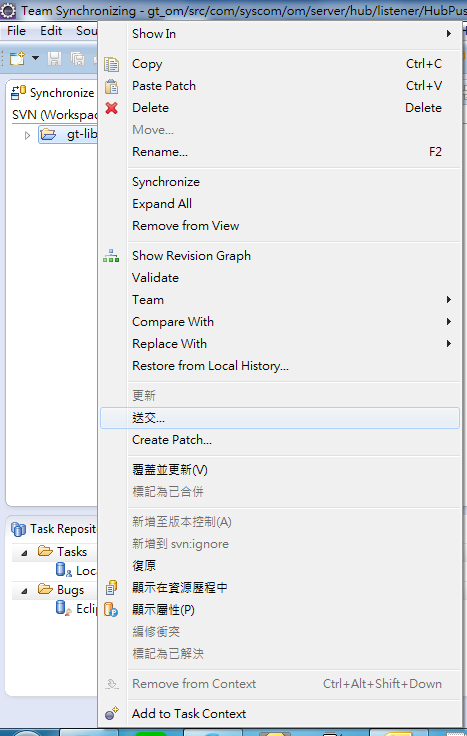 Team Synchronizing - gt_om/src/com/syscom/om/server/hub/listener/HubPus
File Edit Sou
Synchronize
SVN (Workspac
gt-lib
Show In
Copy Ctrl+C
Paste Patch Ctrl+V
Delete Delete
Move...
Rename... F2
Synchronize
Expand All
Remove from View
Show Revision Graph
Validate
Team
Compare With
Replace With
Restore from Local History...
更新
送交...
Create Patch...
覆蓋並更新(V)
標記為已合併
新增至版本控制(A)
新增到 svn:ignore
復原
顯示在資源歷程中
顯示屬性(P)
編修衝突
標記為已解決
Remove from Context Ctrl+Alt+Shift+Down
Add to Task Context
Task Reposit
Tasks
Loca
Bugs
Eclip